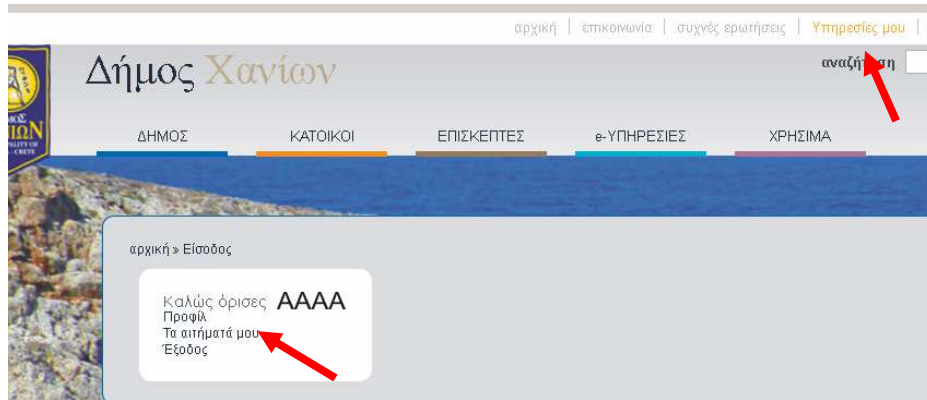 αρχική | επικοινωνία | συχνές ερωτήσεις | Υπηρεσίες μου |
Δήμος Χανίων
αναζήτηση
ΔΗΜΟΣ ΚΑΤΟΙΚΟΙ ΕΠΙΣΚΕΠΤΕΣ e-ΥΠΗΡΕΣΙΕΣ ΧΡΗΣΙΜΑ
αρχική » Είσοδος
Καλώς όρισες AAAA
Προφίλ
Τα αιτήματά μου
Έξοδος